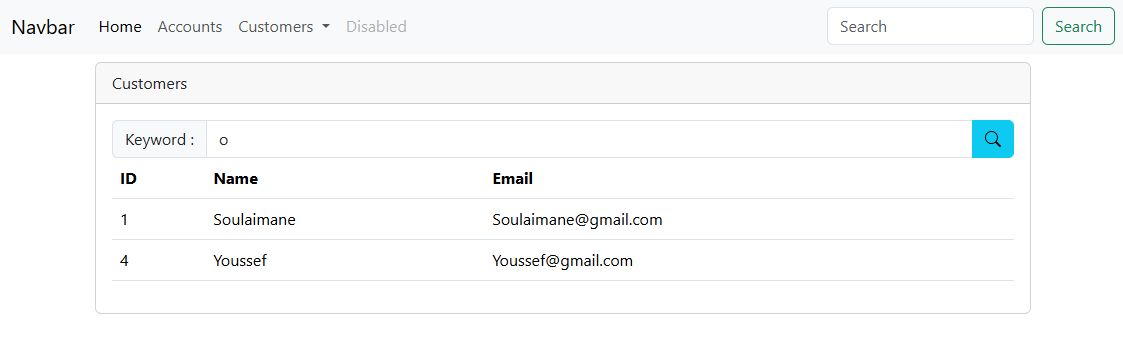 Navbar Home Accounts Customers Disabled Search Search
Customers
Keyword : o
ID Name Email
1 Soulaimane Soulaimane@gmail.com
4 Youssef Youssef@gmail.com